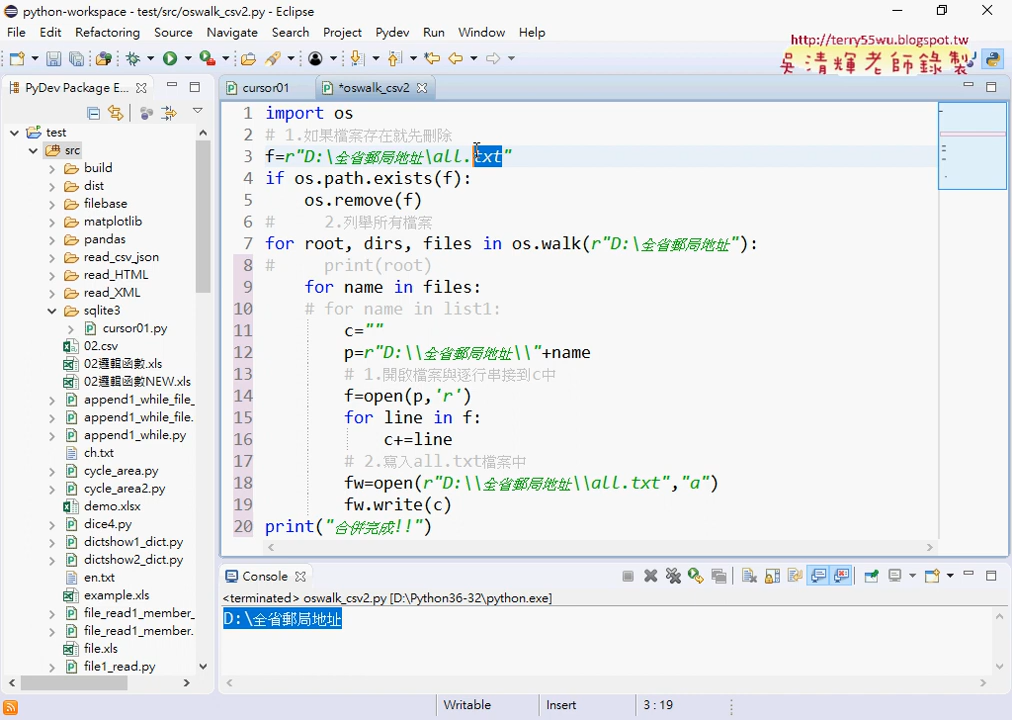 python-workspace - test/src/oswalk_csv2.py - Eclipse
File Edit Refactoring Source Navigate Search Project Pydev Run Window Help
http://terry55wu.blogspot.tw
吳清輝老師錄製
PyDev Package E...
cursor01
*oswalk_csv2
test
src
build
dist
filebase
matplotlib
pandas
read_csv_json
read_HTML
read_XML
sqlite3
cursor01.py
02.csv
02邏輯函數.xls
02邏輯函數NEW.xls
append1_while_file_
append1_while_file.
append1_while.py
ch.txt
cycle_area.py
cycle_area2.py
demo.xlsx
dice4.py
dictshow1_dict.py
dictshow2_dict.py
en.txt
example.xls
file_read1_member_
file_read1_member.
file.xls
file1_read.py
1 import os
2 # 1.如果檔案存在就先刪除
3 f=r"D:\全省郵局地址\all.txt"
4 if os.path.exists(f):
5 os.remove(f)
6 # 2.列舉所有檔案
7 for root, dirs, files in os.walk(r"D:\全省郵局地址"):
8 # print(root)
9 for name in files:
10 # for name in list1:
11 c=""
12 p=r"D:\\全省郵局地址\\"+name
13 # 1.開啟檔案與逐行串接到c中
14 f=open(p,'r')
15 for line in f:
16 c+=line
17 # 2.寫入all.txt檔案中
18 fw=open(r"D:\\全省郵局地址\\all.txt","a")
19 fw.write(c)
20 print("合併完成!!")
Console
<terminated> oswalk_csv2.py [D:\Python36-32\python.exe]
D:\全省郵局地址
Writable Insert 3 : 19